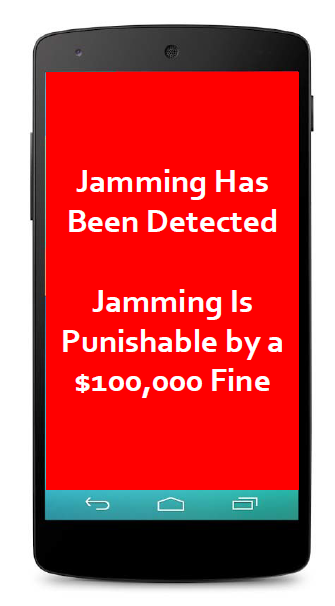 Jamming Has
Been Detected
Jamming Is
Punishable by a
$100,000 Fine